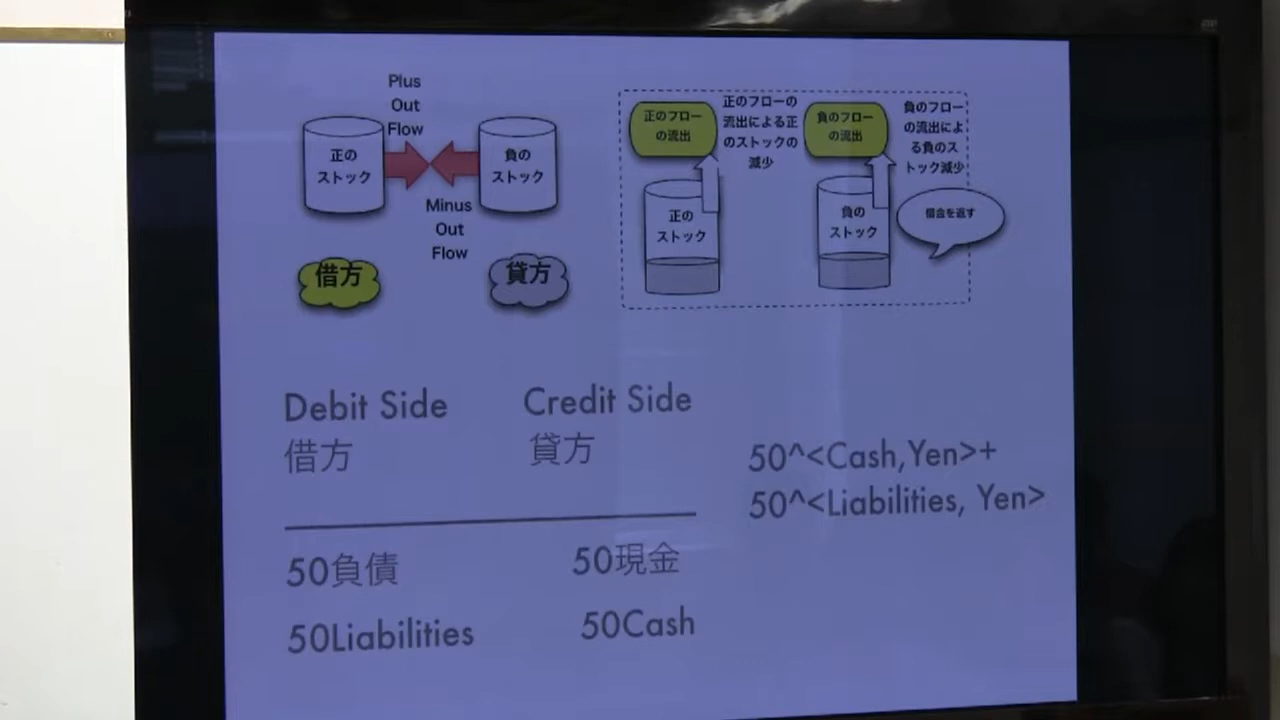 Plus
Out
Flow
正の
ストック
負の
ストック
Minus
Out
Flow
借方
貸方
正のフロー
の流出
正のフローの
流出による正
のストックの
減少
負のフロー
の流出
負のフロー
の流出によ
る負のス
トック減少
正の
ストック
負の
ストック
借金を返す
Debit Side
Credit Side
借方
貸方
50^<Cash,Yen>+
50^<Liabilities, Yen>
50負債
50現金
50Liabilities
50Cash